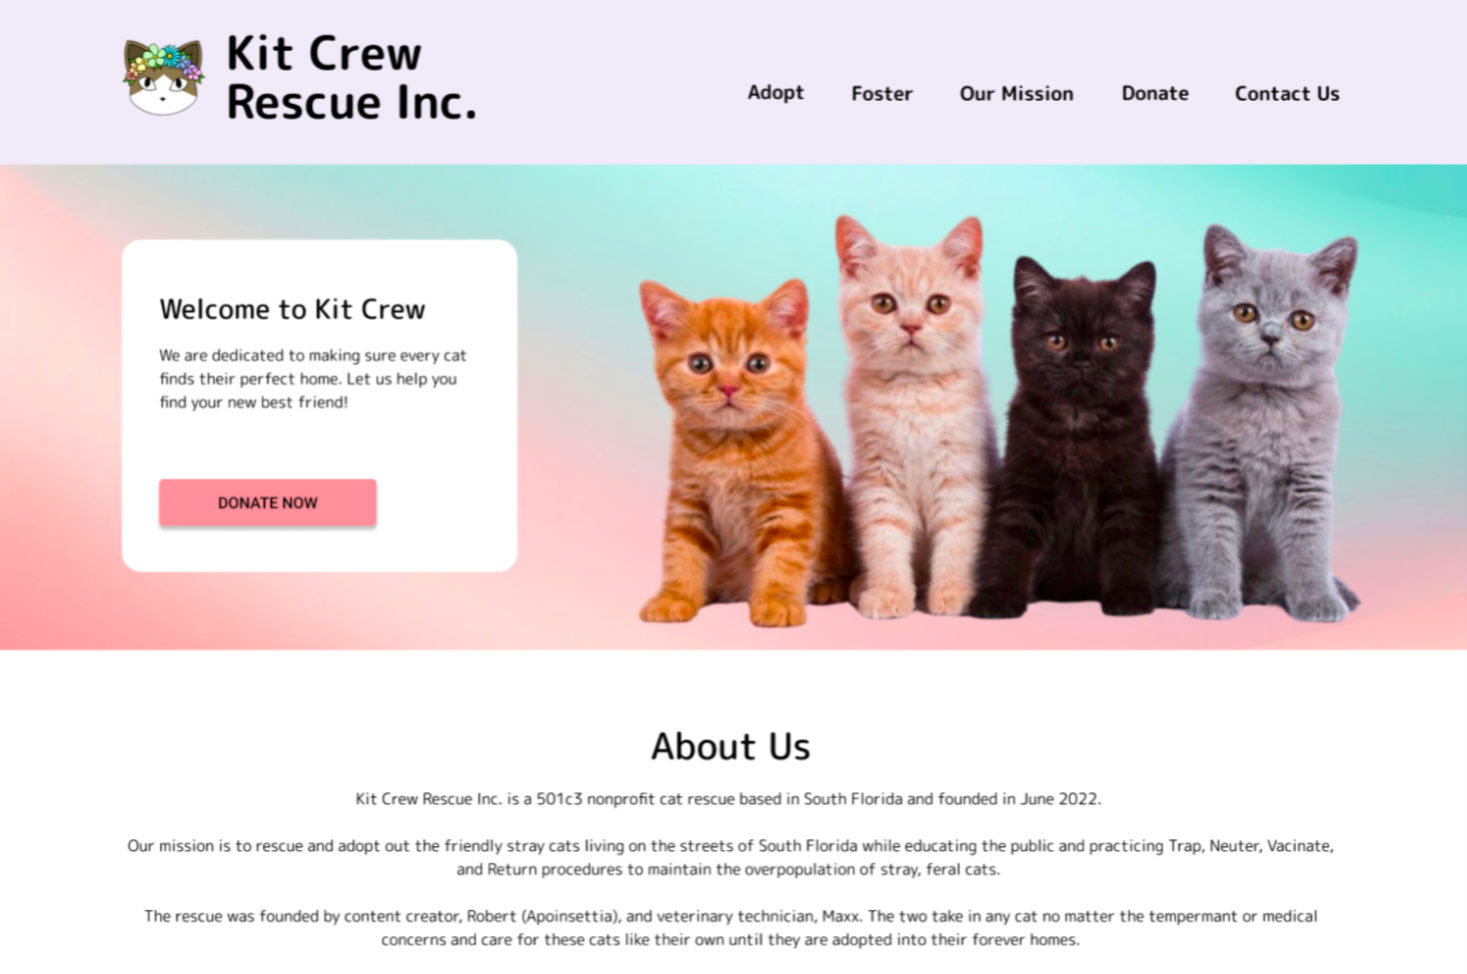 Kit Crew
Rescue Inc.
Adopt Foster Our Mission Donate Contact Us
Welcome to Kit Crew
We are dedicated to making sure every cat
finds their perfect home. Let us help you
find your new best friend!
DONATE NOW
About Us
Kit Crew Rescue Inc. is a 501c3 nonprofit cat rescue based in South Florida and founded in June 2022.
Our mission is to rescue and adopt out the friendly stray cats living on the streets of South Florida while educating the public and practicing Trap, Neuter, Vacinate,
and Return procedures to maintain the overpopulation of stray, feral cats.
The rescue was founded by content creator, Robert (Apoinsettia), and veterinary technician, Maxx. The two take in any cat no matter the tempermant or medical
concerns and care for these cats like their own until they are adopted into their forever homes.